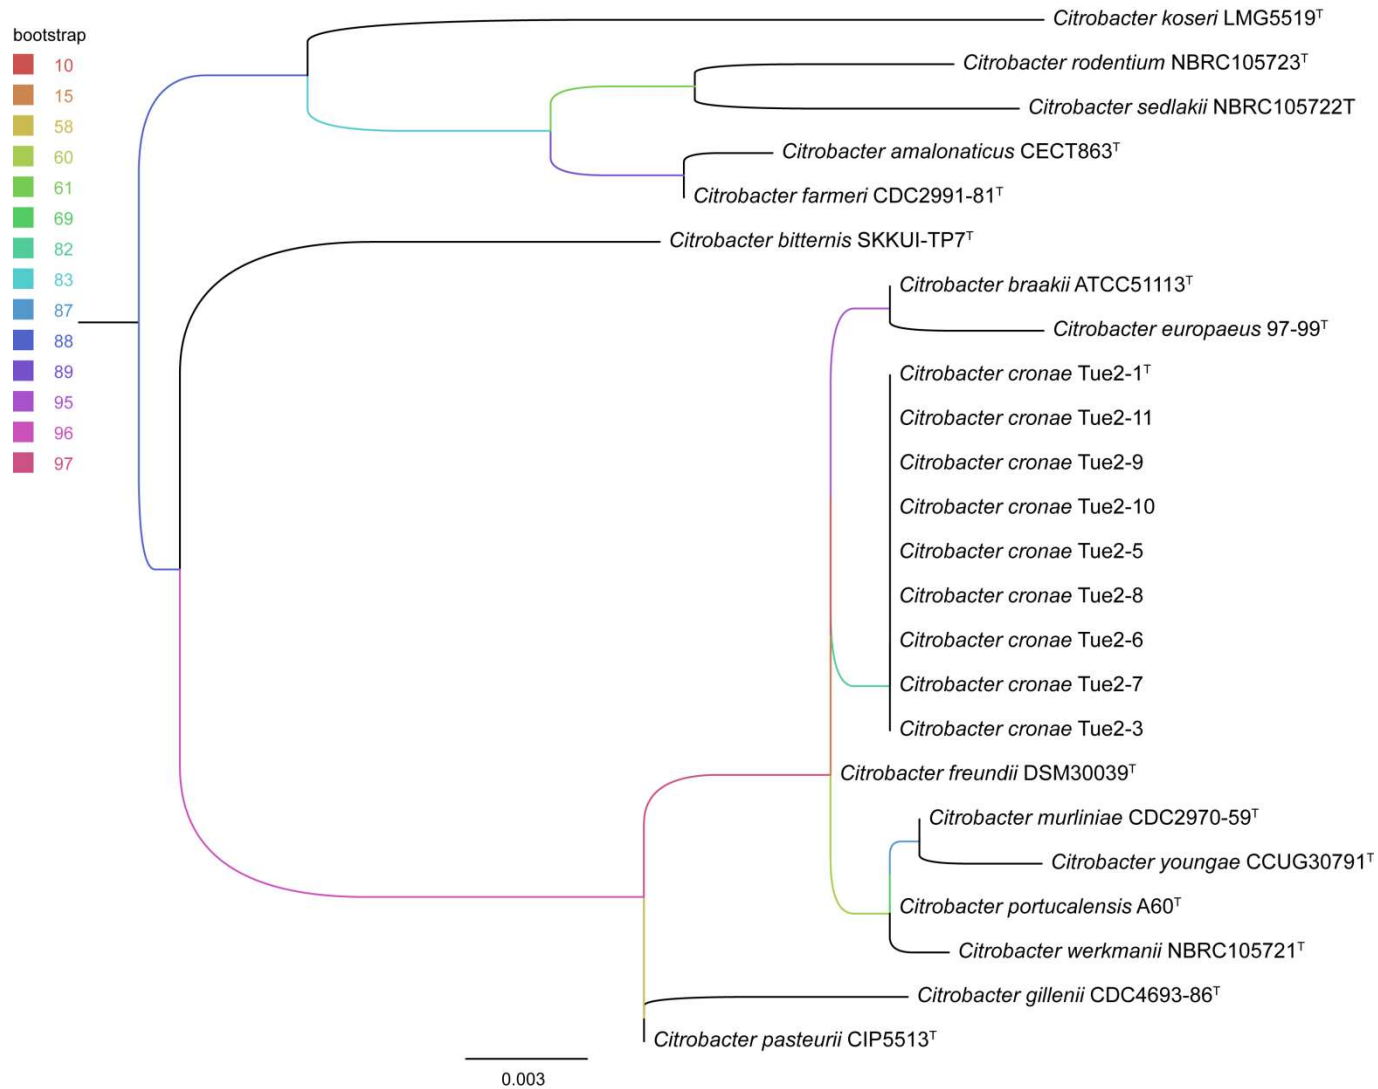 bootstrap
10
15
58
60
61
69
82
83
87
88
89
95
96
97
Citrobacter koseri LMG5519ᵀ
Citrobacter rodentium NBRC105723ᵀ
Citrobacter sedlakii NBRC105722T
Citrobacter amalonaticus CECT863ᵀ
Citrobacter farmeri CDC2991-81ᵀ
Citrobacter bitternis SKKUI-TP7ᵀ
Citrobacter braakii ATCC51113ᵀ
Citrobacter europaeus 97-99ᵀ
Citrobacter cronae Tue2-1ᵀ
Citrobacter cronae Tue2-11
Citrobacter cronae Tue2-9
Citrobacter cronae Tue2-10
Citrobacter cronae Tue2-5
Citrobacter cronae Tue2-8
Citrobacter cronae Tue2-6
Citrobacter cronae Tue2-7
Citrobacter cronae Tue2-3
Citrobacter freundii DSM30039ᵀ
Citrobacter murliniae CDC2970-59ᵀ
Citrobacter youngae CCUG30791ᵀ
Citrobacter portucalensis A60ᵀ
Citrobacter werkmanii NBRC105721ᵀ
Citrobacter gillenii CDC4693-86ᵀ
Citrobacter pasteurii CIP5513ᵀ
0.003